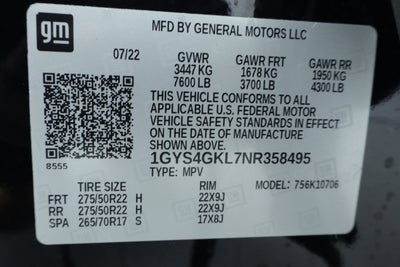 gm
MFD BY GENERAL MOTORS LLC
07/22 GVWR GAWR FRT GAWR RR
3447 KG 1678 KG 1950 KG
7600 LB 3700 LB 4300 LB
THIS VEHICLE CONFORMS TO ALL
APPLICABLE U.S. FEDERAL MOTOR
VEHICLE SAFETY STANDARDS IN EFFECT
ON THE DATE OF MANUFACTURE
SHOWN ABOVE.
8555 1GYS4GKL7NR358495
TYPE: MPV
TIRE SIZE RIM MODEL: 756K10706
FRT 275/50R22 H 22X9J
RR 275/50R22 H 22X9J
SPA 265/70R17 S 17X8J